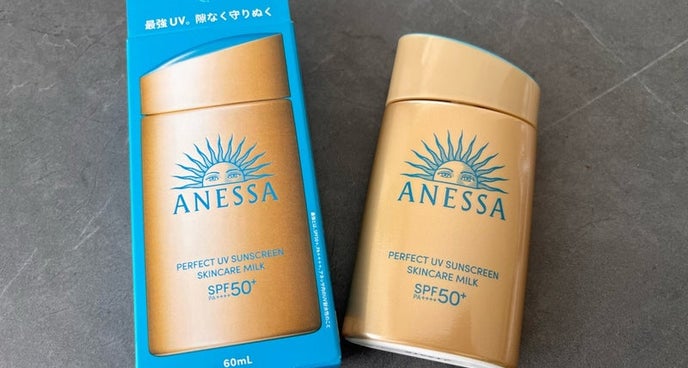 最強UV。隙なく守りぬく
ANESSA
PERFECT UV SUNSCREEN
SKINCARE MILK
SPF50+
PA++++
60mL
ANESSA
PERFECT UV SUNSCREEN
SKINCARE MILK
SPF50+
PA++++